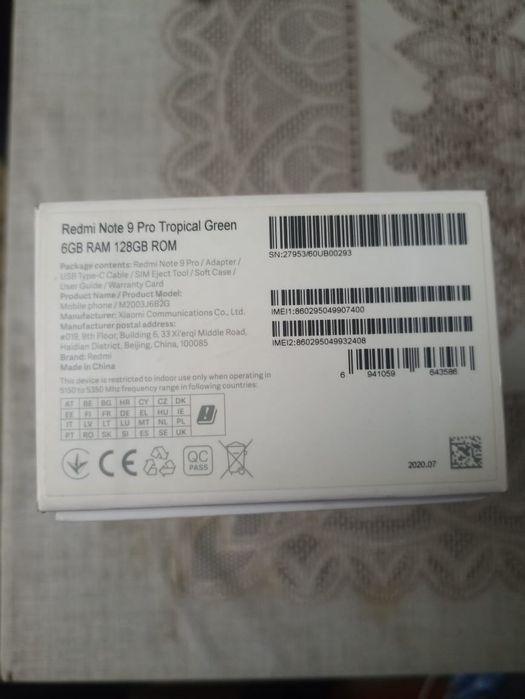 Redmi Note 9 Pro Tropical Green
6GB RAM 128GB ROM
Package contents: Redmi Note 9 Pro / Adapter /
USB Type-C Cable / SIM Eject Tool / Soft Case /
User Guide / Warranty Card
Product Name / Product Model:
Mobile phone / M2003J6B2G
Manufacturer: Xiaomi Communications Co., Ltd.
Manufacturer postal address:
#019, 9th Floor, Building 6, 33 Xi'erqi Middle Road,
Haidian District, Beijing, China, 100085
Brand: Redmi
Made in China
This device is restricted to indoor use only when operating in
5150 to 5350 Mhz frequency range in following countries:
AT BE BG HR CY CZ DK
EE FI FR DE EL HU IE
IT LV LT LU MT NL PL
PT RO SK SI ES SE UK
CE
QC
PASS
SN:27953/60UB00293
IMEI1:860295049907400
IMEI2:860295049932408
6 941059 643586
2020.07